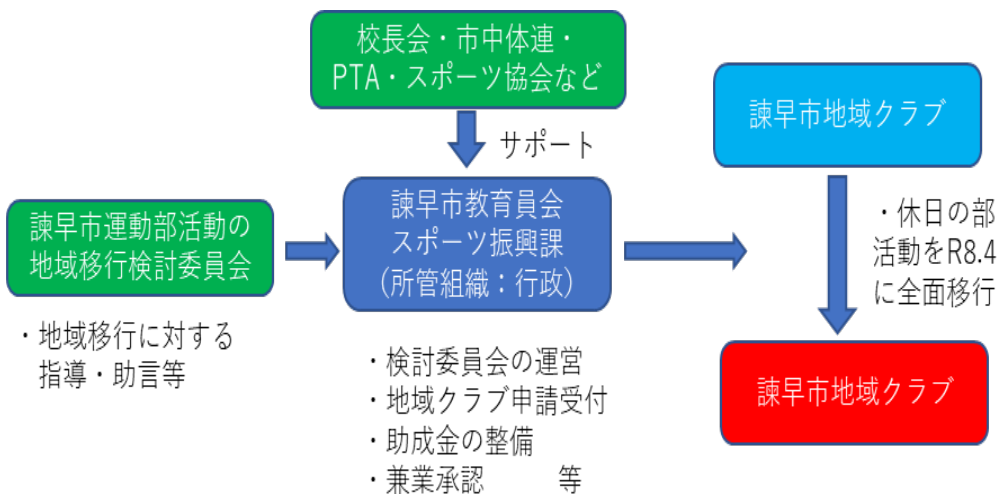 校長会・市中体連・
PTA・スポーツ協会など
サポート
諫早市運動部活動の
地域移行検討委員会
・地域移行に対する
指導・助言等
諫早市教育員会
スポーツ振興課
(所管組織：行政)
・検討委員会の運営
・地域クラブ申請受付
・助成金の整備
・兼業承認　　　等
諫早市地域クラブ
・休日の部
活動をR8.4
に全面移行
諫早市地域クラブ